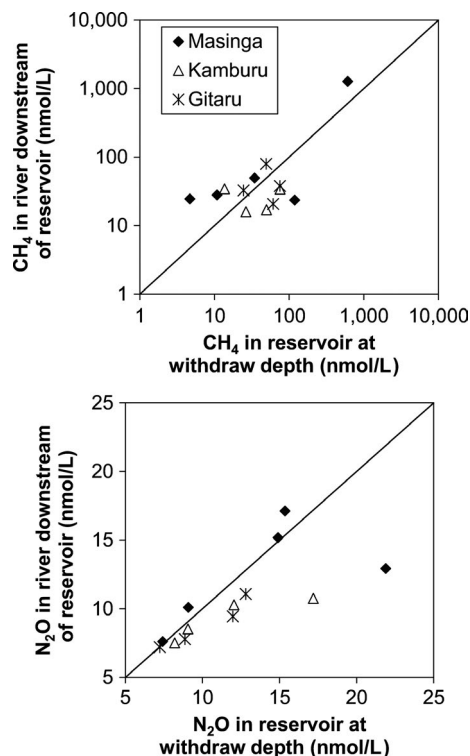 CH₄ in river downstream
of reservoir (nmol/L)
10,000
1,000
100
10
1
Masinga
Kamburu
Gitaru
1 10 100 1,000 10,000
CH₄ in reservoir at
withdraw depth (nmol/L)
N₂O in river downstream
of reservoir (nmol/L)
25
20
15
10
5
5 10 15 20 25
N₂O in reservoir at
withdraw depth (nmol/L)